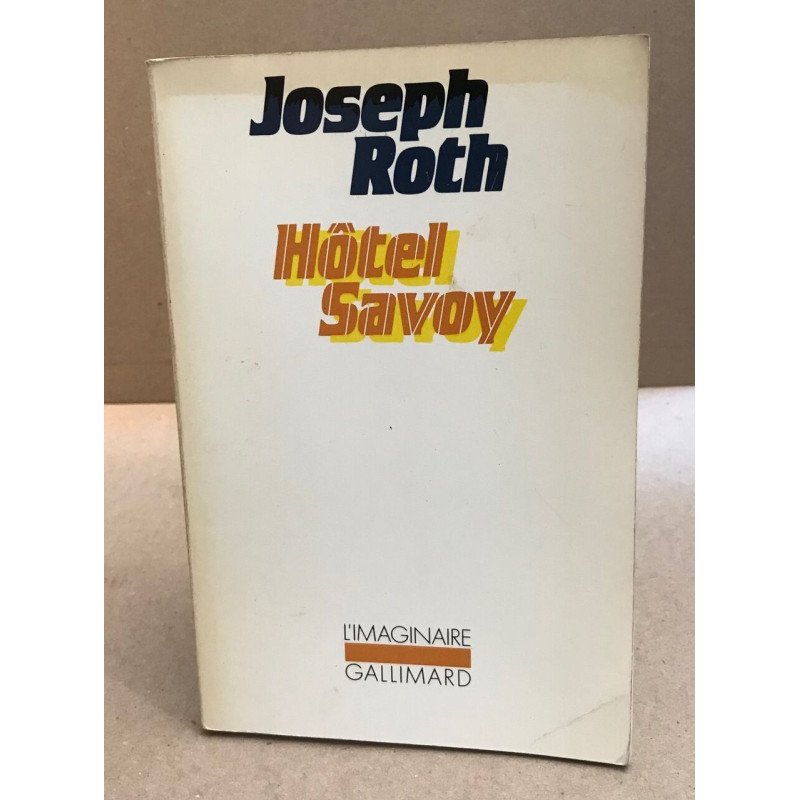 Joseph
Roth
Hôtel
Savoy
L'IMAGINAIRE
GALLIMARD